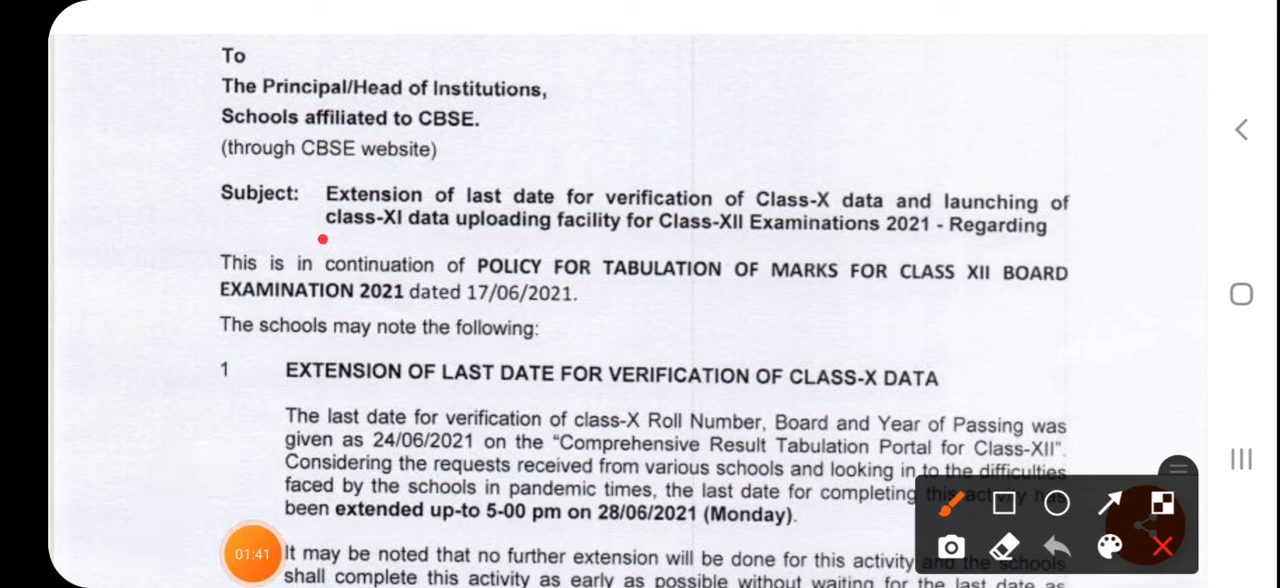 To
The Principal/Head of Institutions,
Schools affiliated to CBSE.
(through CBSE website)
Subject: Extension of last date for verification of Class-X data and launching of
class-XI data uploading facility for Class-XII Examinations 2021 - Regarding
This is in continuation of POLICY FOR TABULATION OF MARKS FOR CLASS XII BOARD
EXAMINATION 2021 dated 17/06/2021.
The schools may note the following:
1 EXTENSION OF LAST DATE FOR VERIFICATION OF CLASS-X DATA
The last date for verification of class-X Roll Number, Board and Year of Passing was
given as 24/06/2021 on the “Comprehensive Result Tabulation Portal for Class-XII”.
Considering the requests received from various schools and looking in to the difficulties
faced by the schools in pandemic times, the last date for completing this activity has
been extended up-to 5-00 pm on 28/06/2021 (Monday).
01:41
It may be noted that no further extension will be done for this activity and the schools
shall complete this activity as early as possible without waiting for the last date as